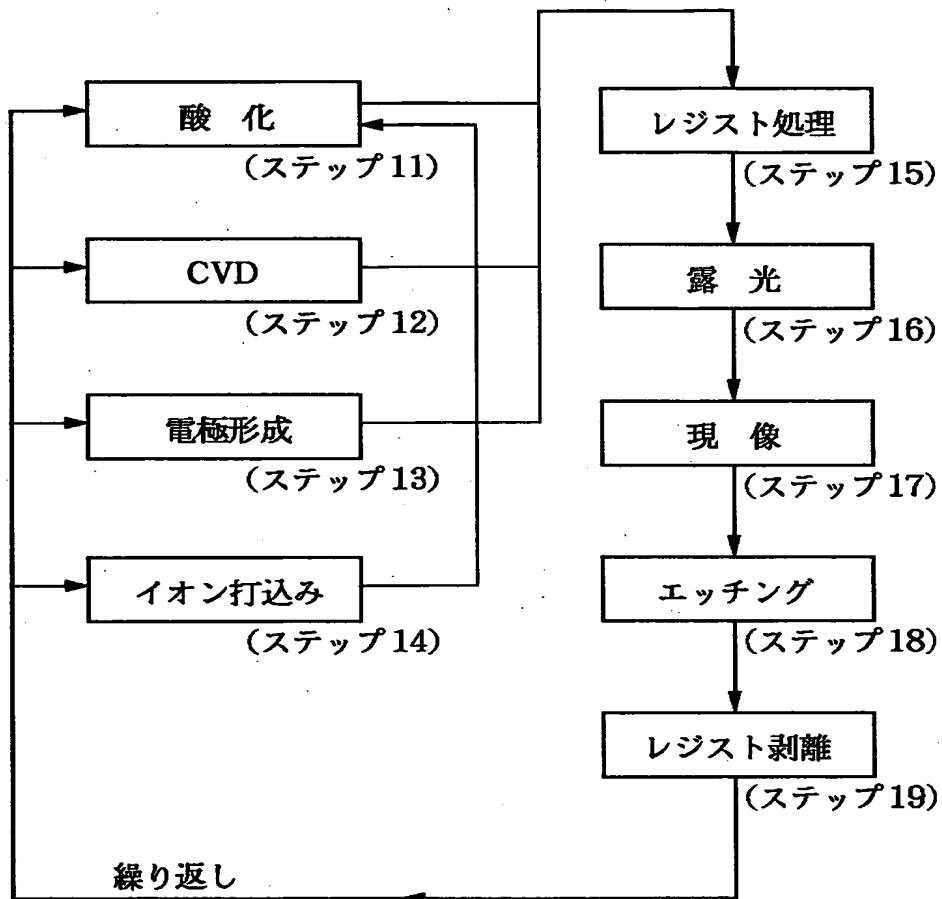 酸 化
(ステップ11)
CVD
(ステップ12)
電極形成
(ステップ13)
イオン打込み
(ステップ14)
レジスト処理
(ステップ15)
露 光
(ステップ16)
現 像
(ステップ17)
エッチング
(ステップ18)
レジスト剥離
(ステップ19)
繰り返し